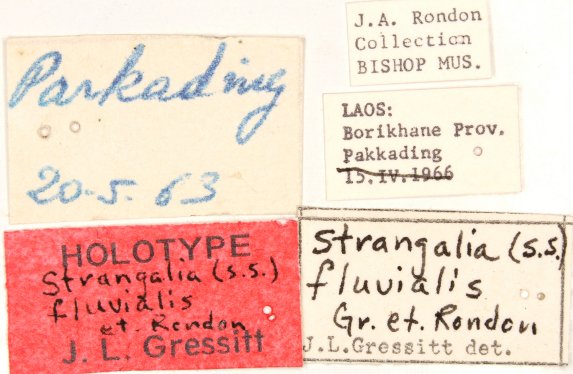 Parkading
20-5.63
J.A. Rondon
Collection
BISHOP MUS.
LAOS:
Borikhane Prov.
Pakkading
15.IV.1966
HOLOTYPE
Strangalia (s.s.)
fluvialis
et. Rondon
J. L. Gressitt
Strangalia (s.s.)
fluvialis
Gr. et. Rondon
J.L.Gressitt det.